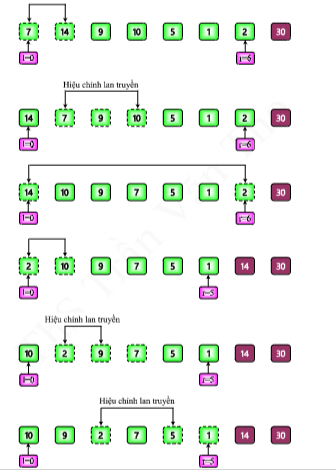 7 14 9 10 5 1 2 30
l=0 r=6
Hiệu chỉnh lan truyền
14 7 9 10 5 1 2 30
l=0 r=6
14 10 9 7 5 1 2 30
l=0 r=6
2 10 9 7 5 1 14 30
l=0 r=5
Hiệu chỉnh lan truyền
10 2 9 7 5 1 14 30
l=0 r=5
Hiệu chỉnh lan truyền
10 9 2 7 5 1 14 30
l=0 r=5